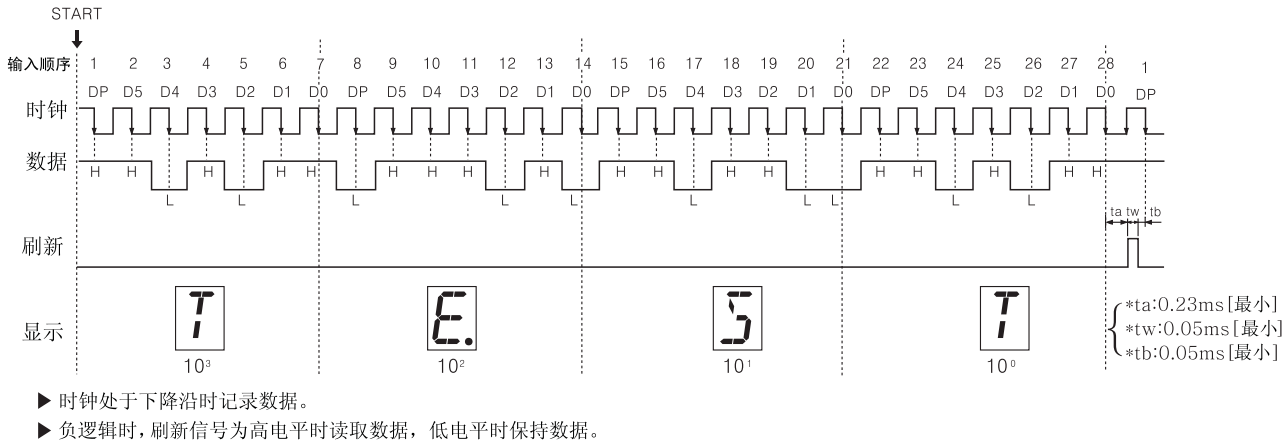 START
输入顺序 1 2 3 4 5 6 7 8 9 10 11 12 13 14 15 16 17 18 19 20 21 22 23 24 25 26 27 28 1
DP D5 D4 D3 D2 D1 D0 DP D5 D4 D3 D2 D1 D0 DP D5 D4 D3 D2 D1 D0 DP D5 D4 D3 D2 D1 D0 DP
时钟
数据
H H L H L H H L H H H L H L H H L H H L L H H L H L H H
ta tw tb
刷新
显示
T E. 5 T
10³ 10² 10¹ 10⁰
*ta:0.23ms[最小]
*tw:0.05ms[最小]
*tb:0.05ms[最小]
▶ 时钟处于下降沿时记录数据。
▶ 负逻辑时,刷新信号为高电平时读取数据，低电平时保持数据。